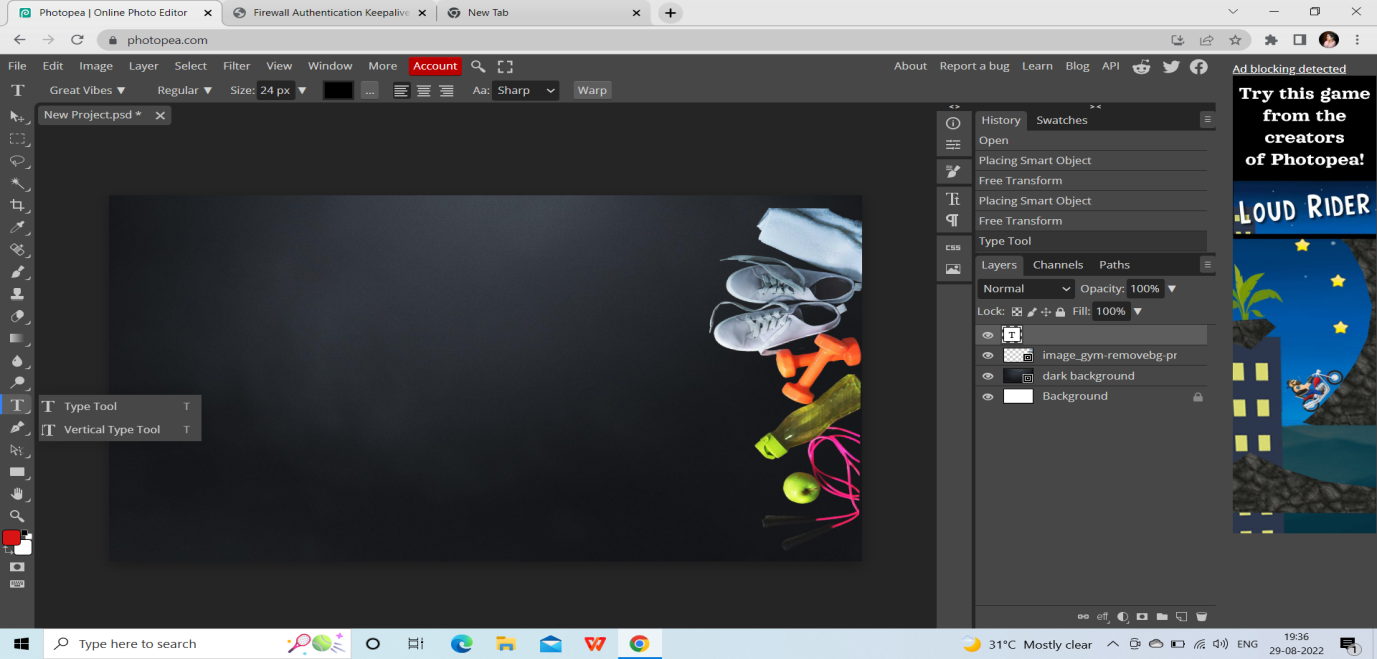 Photopea | Online Photo Editor
Firewall Authentication Keepalive
New Tab
photopea.com
File Edit Image Layer Select Filter View Window More Account
About Report a bug Learn Blog API
Great Vibes Regular Size: 24 px ... Aa: Sharp Warp
New Project.psd *
Type Tool T
Vertical Type Tool T
CSS
History Swatches
Open
Placing Smart Object
Free Transform
Placing Smart Object
Free Transform
Type Tool
Layers Channels Paths
Normal Opacity: 100%
Lock: Fill: 100%
image_gym-removebg-pr
dark background
Background
eff
Ad blocking detected
Try this game
from the
creators
of Photopea!
LOUD RIDER
Type here to search
31°C Mostly clear
ENG
19:36
29-08-2022
1